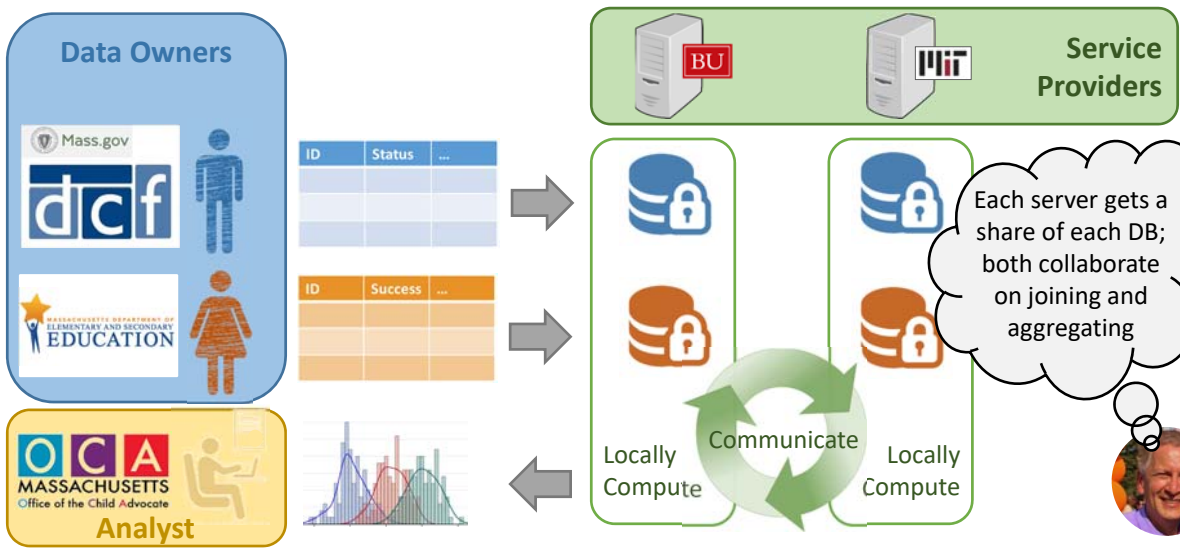 Data Owners
Mass.gov
dcf
MASSACHUSETTS DEPARTMENT OF
ELEMENTARY AND SECONDARY
EDUCATION
ID Status ...
ID Success ...
OCA
MASSACHUSETTS
Office of the Child Advocate
Analyst
BU
MIT
Service
Providers
Each server gets a
share of each DB;
both collaborate
on joining and
aggregating
Communicate
Locally
Compute
Locally
Compute